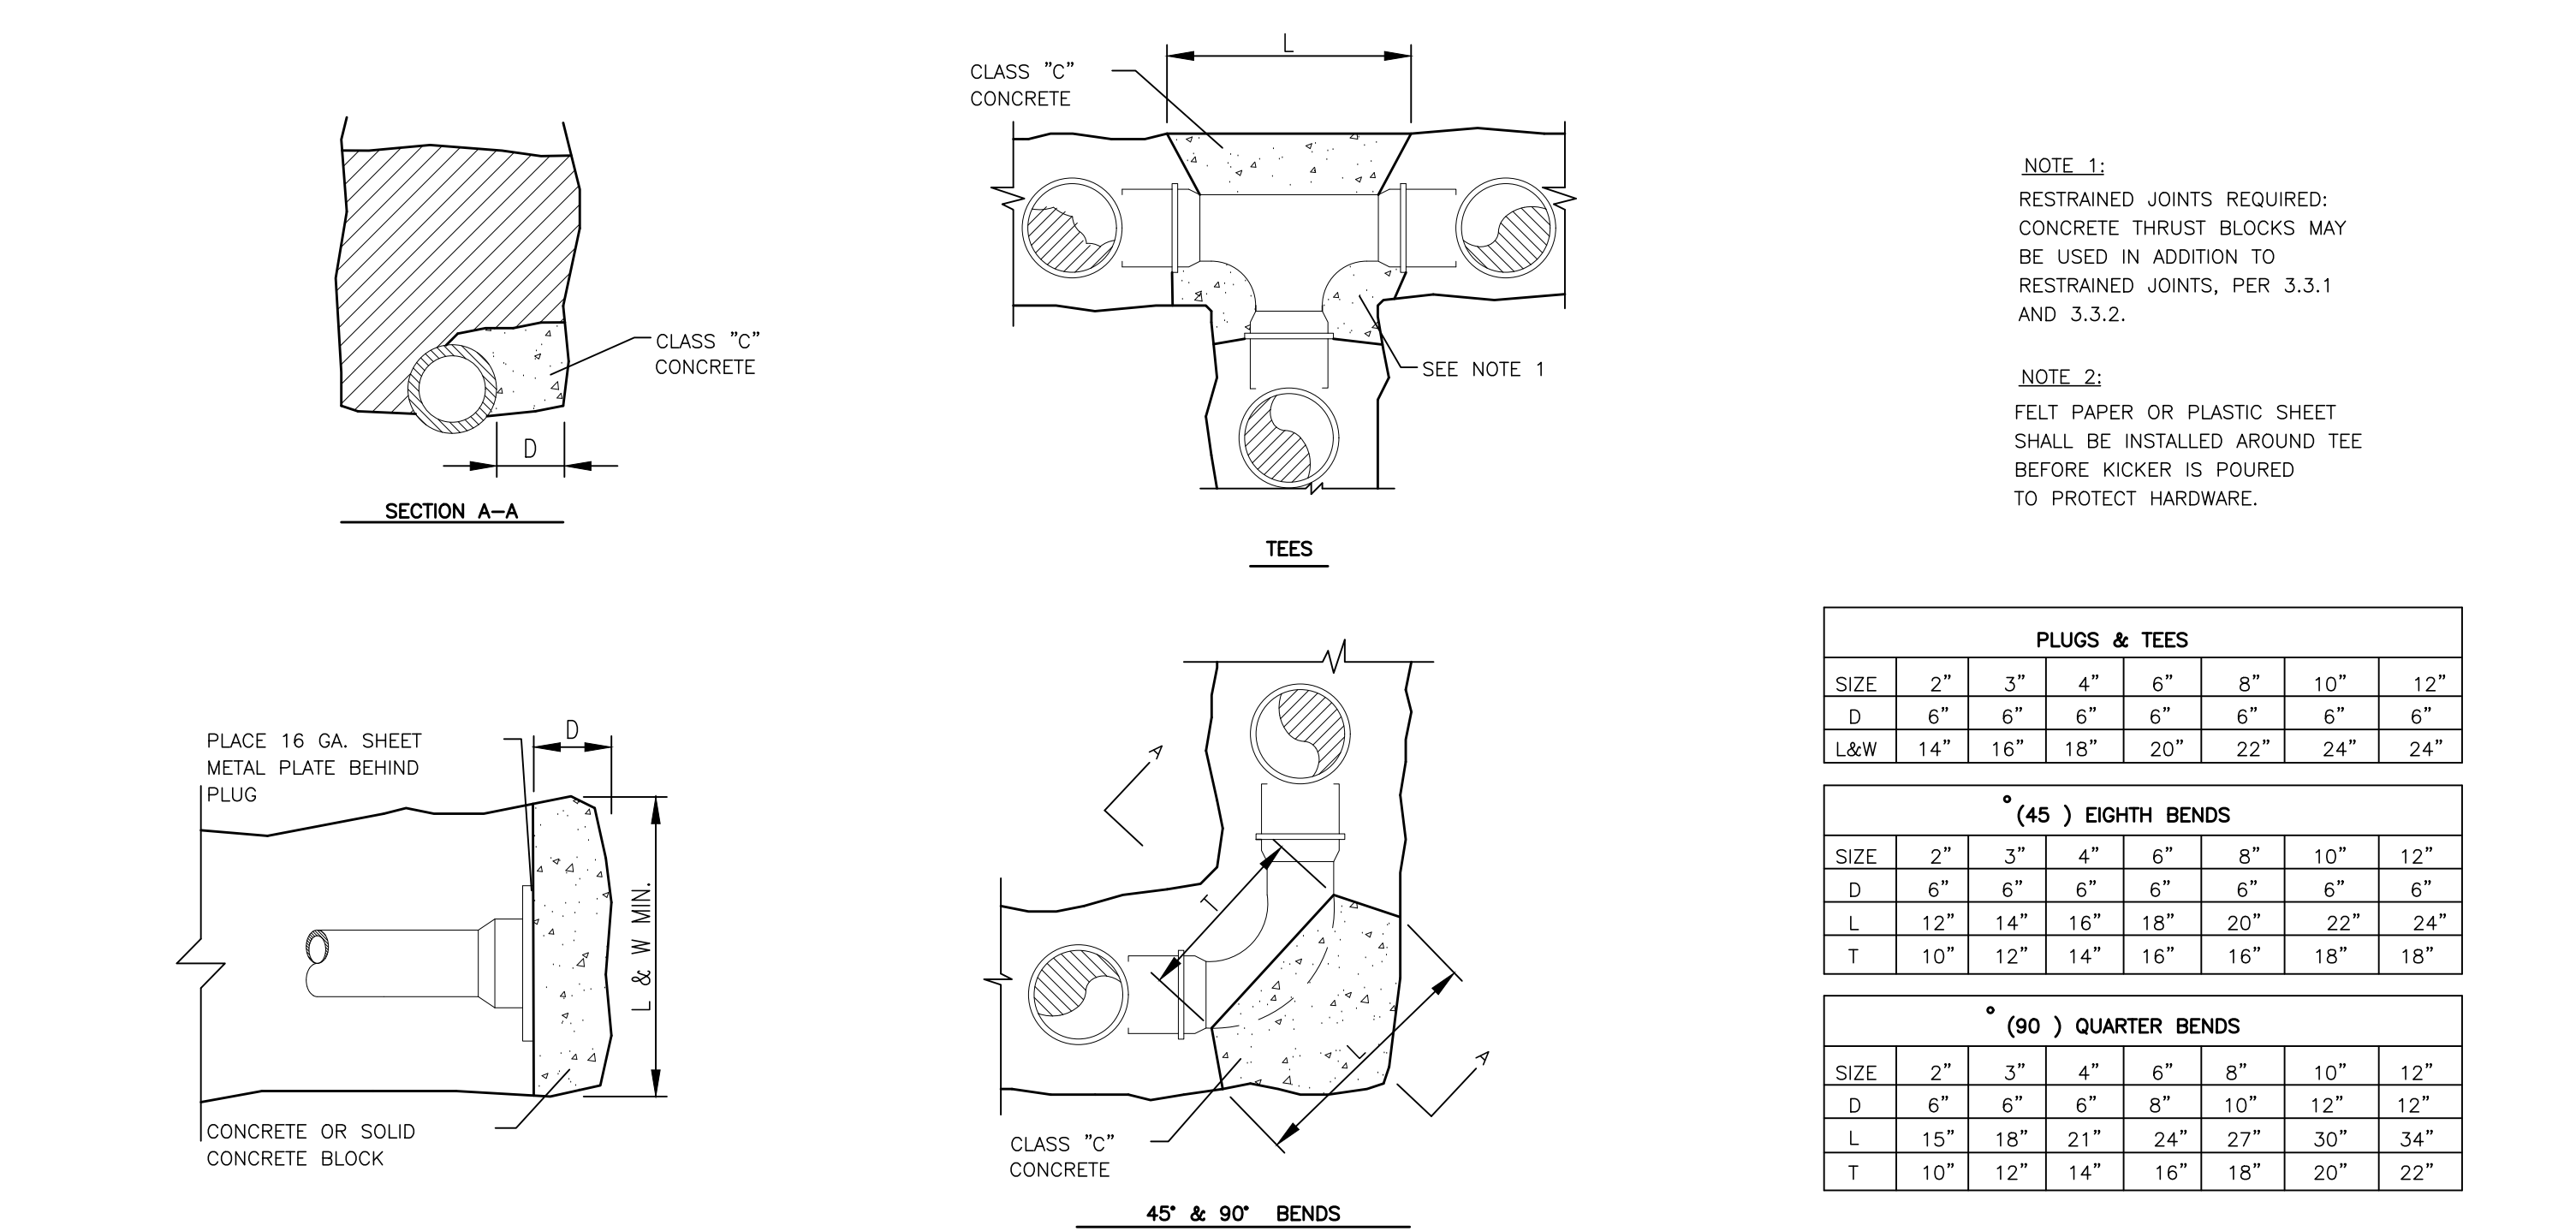 CLASS "C"
CONCRETE
D
SECTION A-A
L
CLASS "C"
CONCRETE
SEE NOTE 1
TEES
NOTE 1:
RESTRAINED JOINTS REQUIRED:
CONCRETE THRUST BLOCKS MAY
BE USED IN ADDITION TO
RESTRAINED JOINTS, PER 3.3.1
AND 3.3.2.
NOTE 2:
FELT PAPER OR PLASTIC SHEET
SHALL BE INSTALLED AROUND TEE
BEFORE KICKER IS POURED
TO PROTECT HARDWARE.
PLACE 16 GA. SHEET
METAL PLATE BEHIND
PLUG
D
L & W MIN.
CONCRETE OR SOLID
CONCRETE BLOCK
A
T
L
A
CLASS "C"
CONCRETE
45° & 90° BENDS
PLUGS & TEES
SIZE 2" 3" 4" 6" 8" 10" 12"
D 6" 6" 6" 6" 6" 6" 6"
L&W 14" 16" 18" 20" 22" 24" 24"
°(45 ) EIGHTH BENDS
SIZE 2" 3" 4" 6" 8" 10" 12"
D 6" 6" 6" 6" 6" 6" 6"
L 12" 14" 16" 18" 20" 22" 24"
T 10" 12" 14" 16" 16" 18" 18"
°(90 ) QUARTER BENDS
SIZE 2" 3" 4" 6" 8" 10" 12"
D 6" 6" 6" 8" 10" 12" 12"
L 15" 18" 21" 24" 27" 30" 34"
T 10" 12" 14" 16" 18" 20" 22"